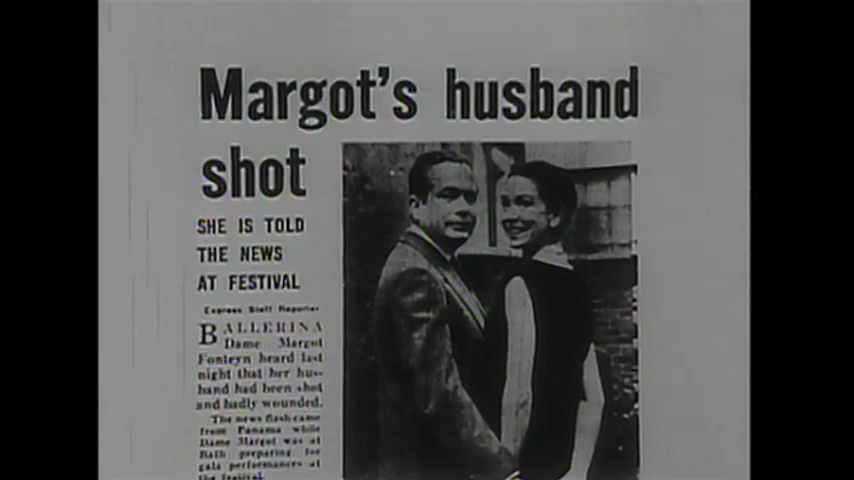 Margot's husband
shot
SHE IS TOLD
THE NEWS
AT FESTIVAL
Express Staff Reporter
BALLERINA
Dame Margot
Fonteyn heard last
night that her hus-
band had been shot
and badly wounded.
The news flash came
from Panama while
Dame Margot was at
Bath preparing for
gala performances at
the festival.